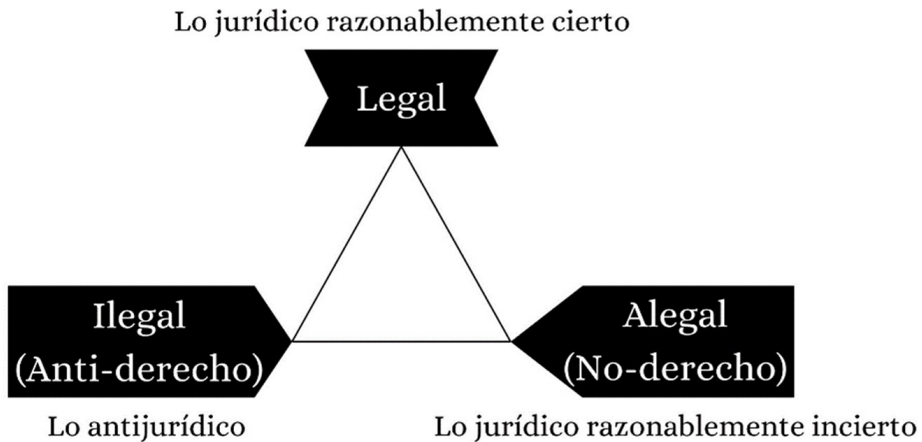 Lo jurídico razonablemente cierto
Legal
Ilegal
(Anti-derecho)
Lo antijurídico
Alegal
(No-derecho)
Lo jurídico razonablemente incierto